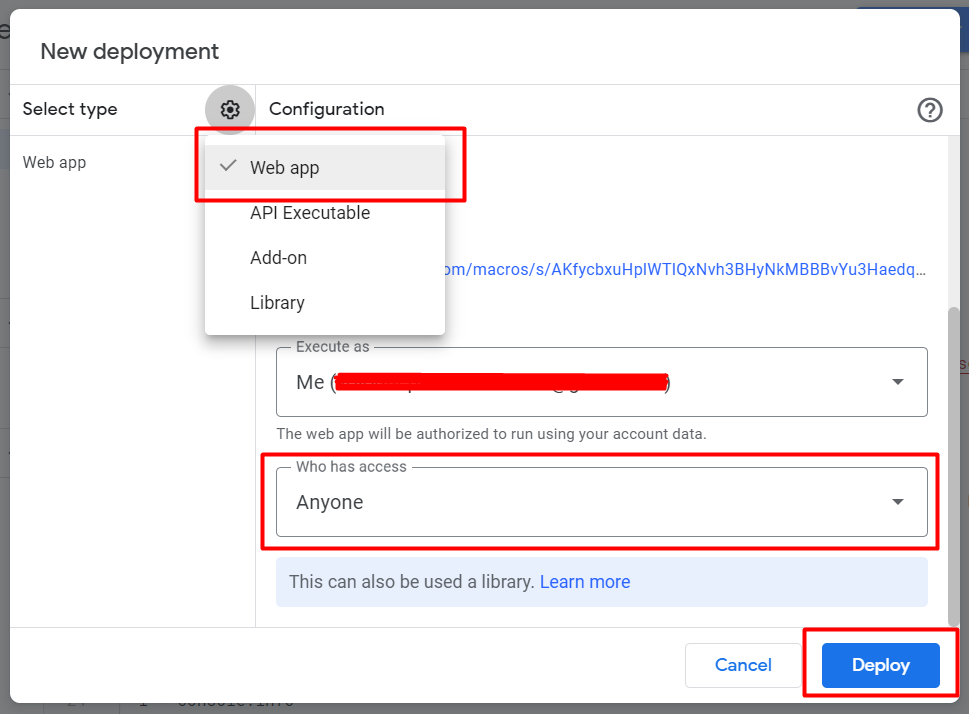 New deployment
Select type
Configuration
Web app
Web app
API Executable
Add-on
Library
om/macros/s/AKfycbxuHplWTIQxNvh3BHyNkMBBBvYu3Haedq...
Execute as
Me (
The web app will be authorized to run using your account data.
Who has access
Anyone
This can also be used a library. Learn more
Cancel
Deploy